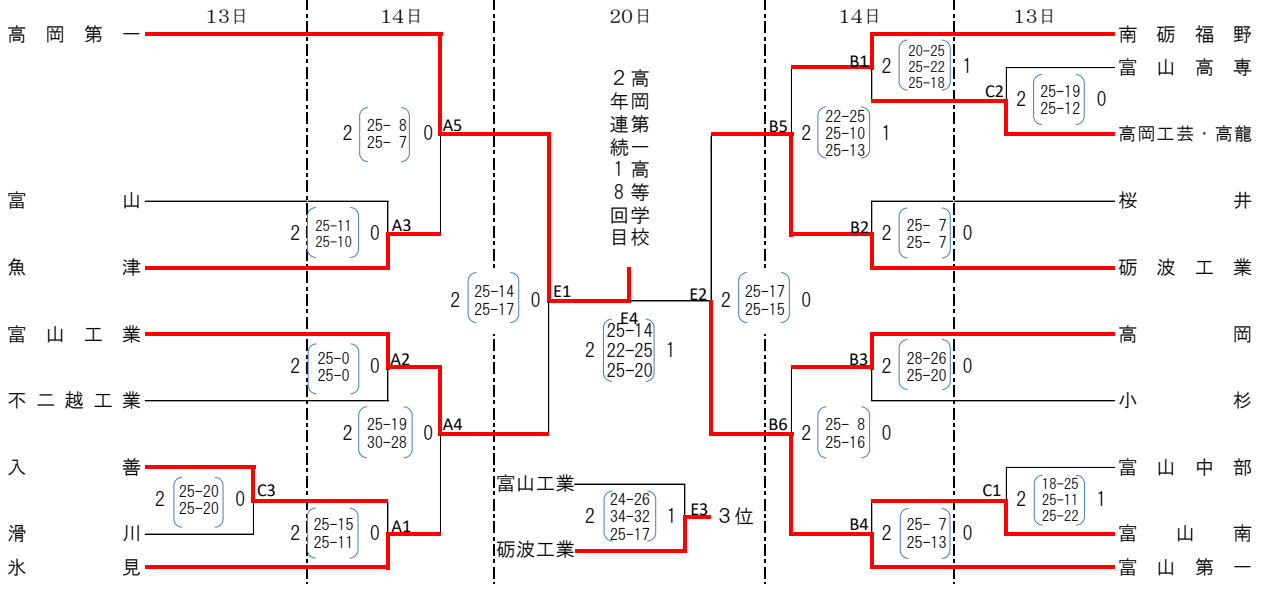 13日
14日
20日
14日
13日
高岡第一
富山
魚津
富山工業
不二越工業
入善
滑川
氷見
2 25- 8 0 A5
25- 7
2 25-11 0 A3
25-10
2 25-0 0 A2
25-0
2 25-19 0 A4
30-28
2 25-20 0 C3
25-20
2 25-15 0 A1
25-11
2 25-14 0 E1
25-17
高岡第一高等学校
2年連続18回目
E4
25-14
2 22-25 1
25-20
富山工業
砺波工業
24-26
2 34-32 1 E3 3位
25-17
E2 2 25-17 0
25-15
B1 20-25
2 25-22 1
25-18
C2 2 25-19 0
25-12
B5 22-25
2 25-10 1
25-13
B2 2 25- 7 0
25- 7
B3 2 28-26 0
25-20
B6 2 25- 8 0
25-16
C1 18-25
2 25-11 1
25-22
B4 2 25- 7 0
25-13
南砺福野
富山高専
高岡工芸・高龍
桜井
砺波工業
高岡
小杉
富山中部
富山南
富山第一